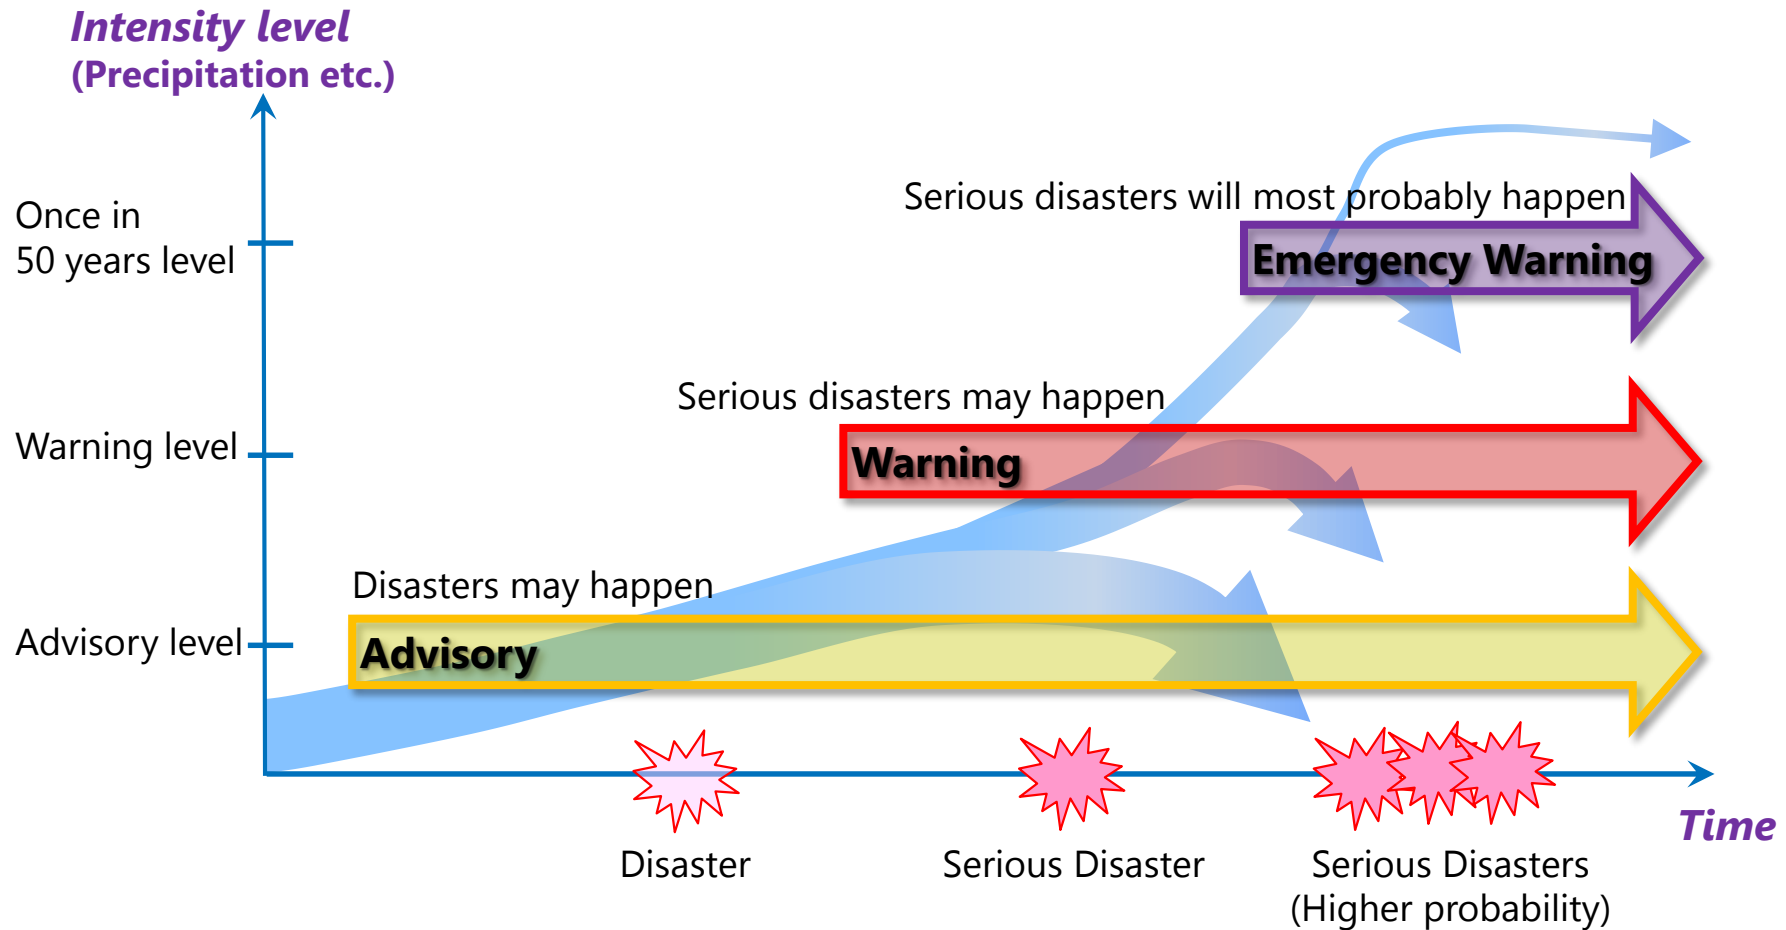 Intensity level
(Precipitation etc.)
Serious disasters will most probably happen
Once in
50 years level
Emergency Warning
Serious disasters may happen
Warning level
Warning
Disasters may happen
Advisory level
Advisory
Time
Disaster
Serious Disaster
Serious Disasters
(Higher probability)